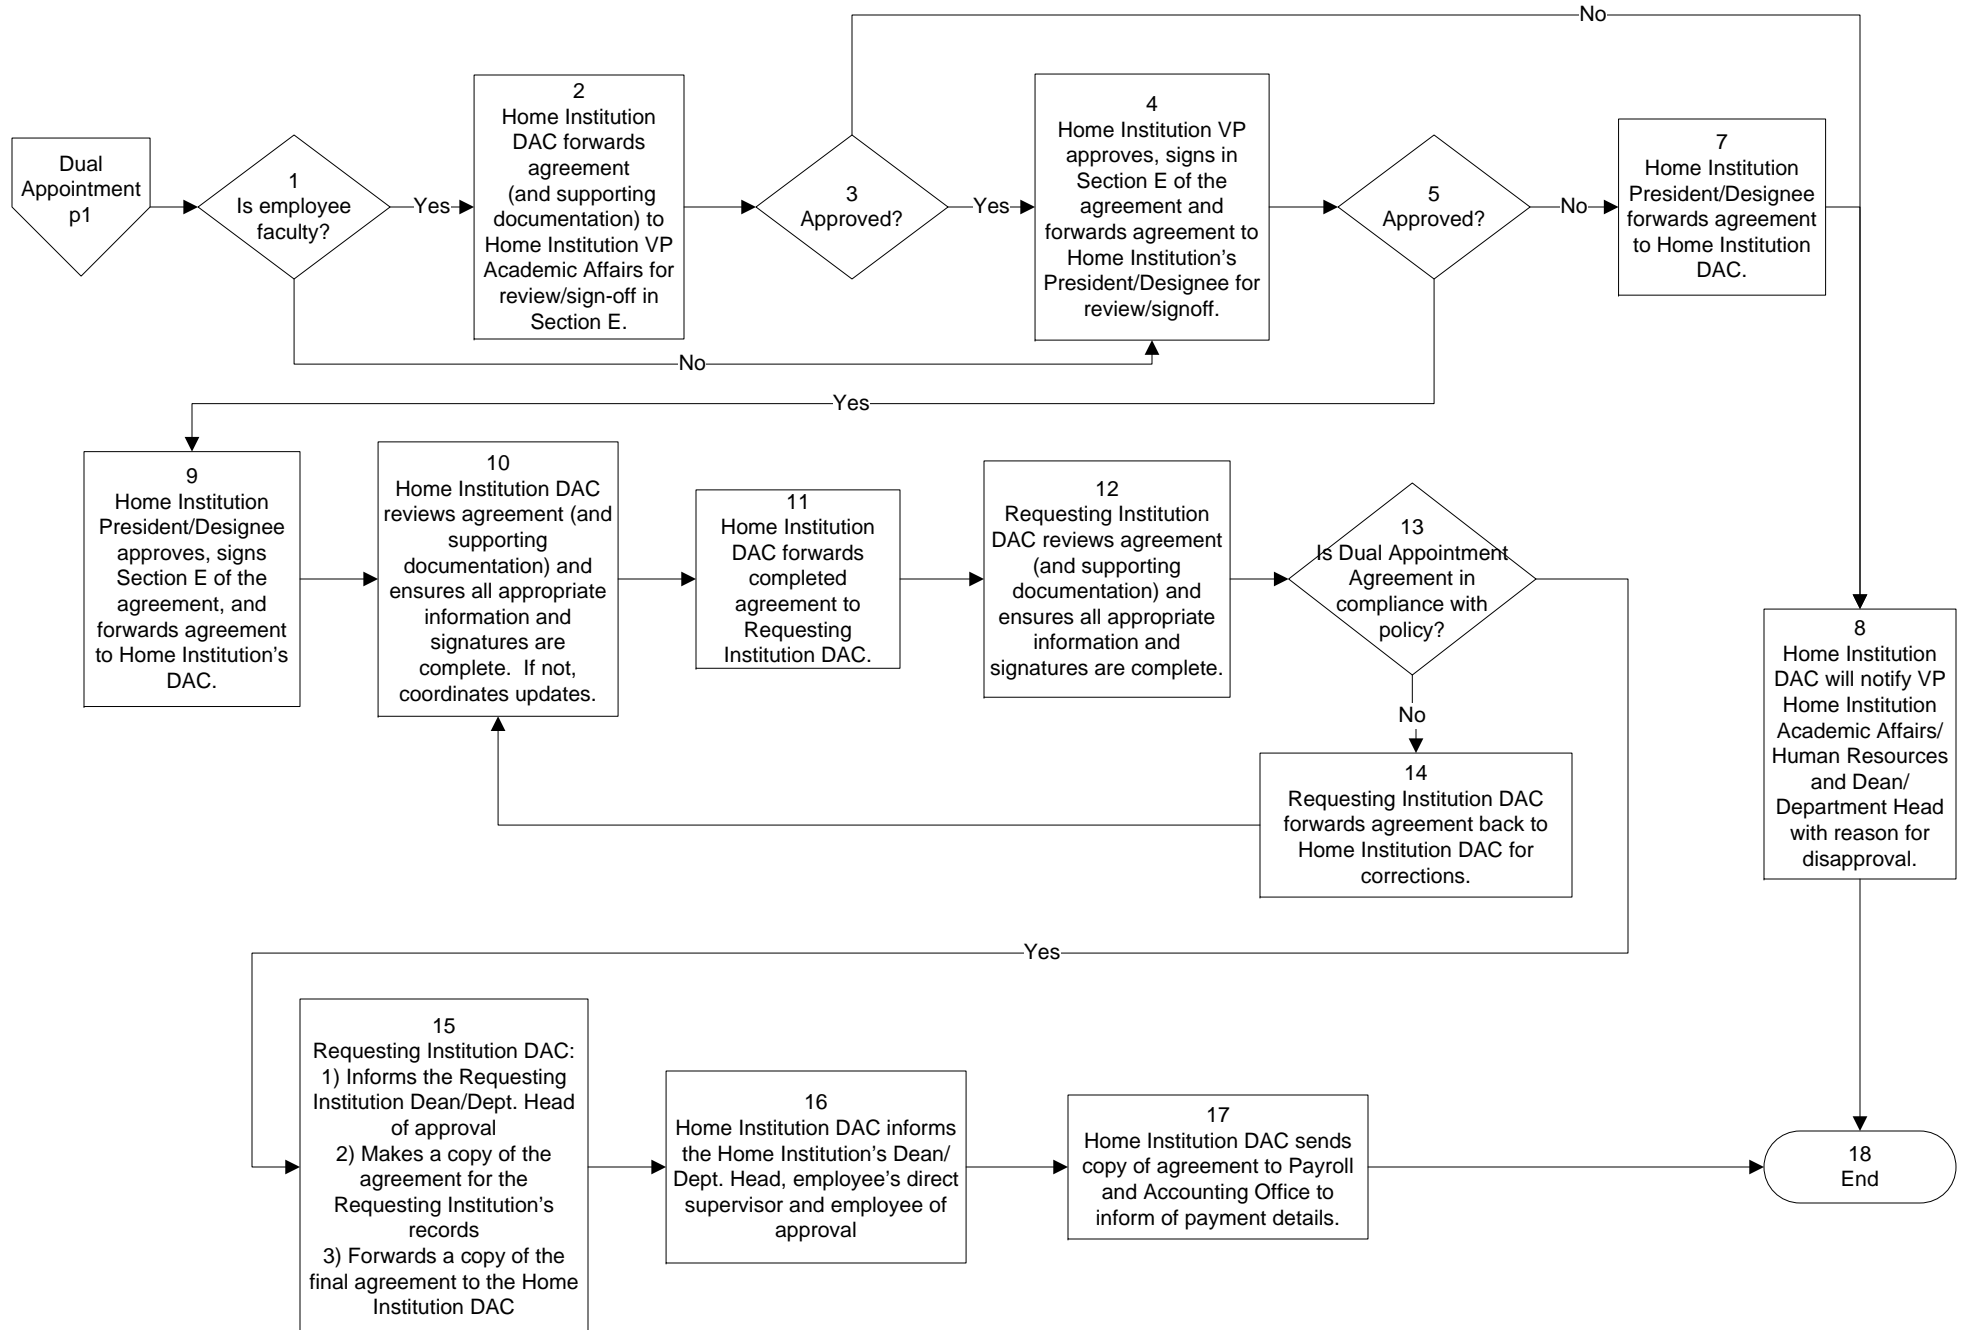 No
Dual
Appointment
p1
1
Is employee
faculty?
Yes
2
Home Institution
DAC forwards
agreement
(and supporting
documentation) to
Home Institution VP
Academic Affairs for
review/sign-off in
Section E.
3
Approved?
Yes
4
Home Institution VP
approves, signs in
Section E of the
agreement and
forwards agreement to
Home Institution’s
President/Designee for
review/signoff.
5
Approved?
No
7
Home Institution
President/Designee
forwards agreement
to Home Institution
DAC.
No
Yes
9
Home Institution
President/Designee
approves, signs
Section E of the
agreement, and
forwards agreement
to Home Institution’s
DAC.
10
Home Institution DAC
reviews agreement (and
supporting
documentation) and
ensures all appropriate
information and
signatures are
complete.  If not,
coordinates updates.
11
Home Institution
DAC forwards
completed
agreement to
Requesting
Institution DAC.
12
Requesting Institution
DAC reviews agreement
(and supporting
documentation) and
ensures all appropriate
information and
signatures are complete.
13
Is Dual Appointment
Agreement in
compliance with
policy?
No
14
Requesting Institution DAC
forwards agreement back to
Home Institution DAC for
corrections.
8
Home Institution
DAC will notify VP
Home Institution
Academic Affairs/
Human Resources
and Dean/
Department Head
with reason for
disapproval.
Yes
15
Requesting Institution DAC:
1) Informs the Requesting
Institution Dean/Dept. Head
of approval
2) Makes a copy of the
agreement for the
Requesting Institution’s
records
3) Forwards a copy of the
final agreement to the Home
Institution DAC
16
Home Institution DAC informs
the Home Institution’s Dean/
Dept. Head, employee’s direct
supervisor and employee of
approval
17
Home Institution DAC sends
copy of agreement to Payroll
and Accounting Office to
inform of payment details.
18
End